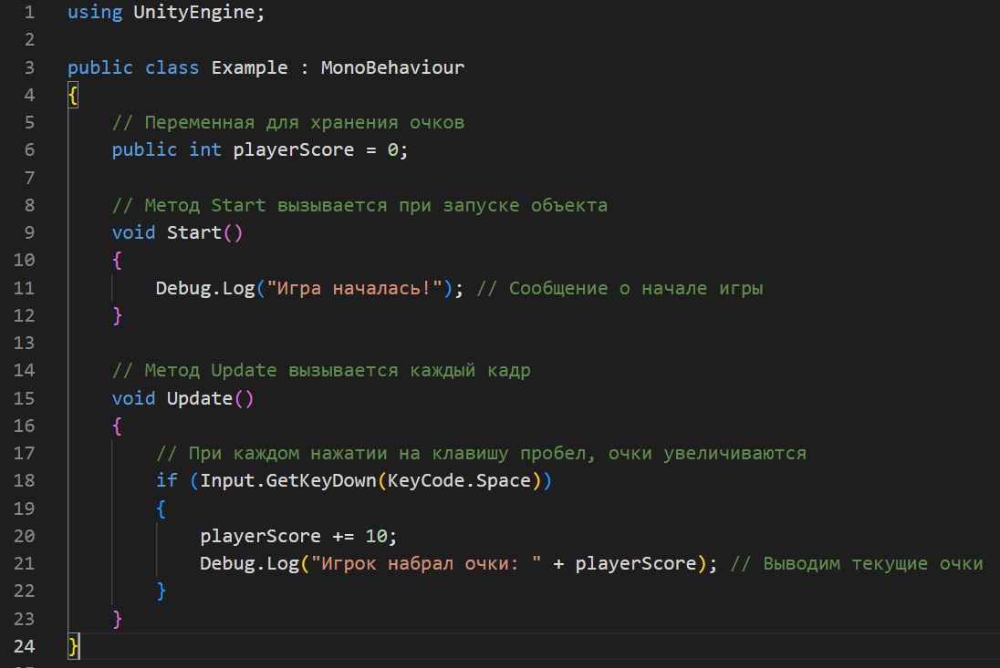 1 using UnityEngine;
2
3 public class Example : MonoBehaviour
4 {
5 // Переменная для хранения очков
6 public int playerScore = 0;
7
8 // Метод Start вызывается при запуске объекта
9 void Start()
10 {
11 Debug.Log("Игра началась!"); // Сообщение о начале игры
12 }
13
14 // Метод Update вызывается каждый кадр
15 void Update()
16 {
17 // При каждом нажатии на клавишу пробел, очки увеличиваются
18 if (Input.GetKeyDown(KeyCode.Space))
19 {
20 playerScore += 10;
21 Debug.Log("Игрок набрал очки: " + playerScore); // Выводим текущие очки
22 }
23 }
24 }